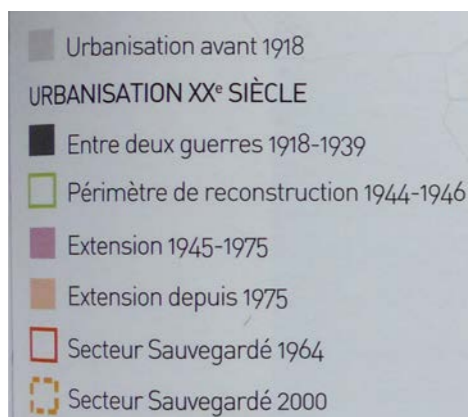 Urbanisation avant 1918
URBANISATION XXe SIÈCLE
Entre deux guerres 1918-1939
Périmètre de reconstruction 1944-1946
Extension 1945-1975
Extension depuis 1975
Secteur Sauvegardé 1964
Secteur Sauvegardé 2000